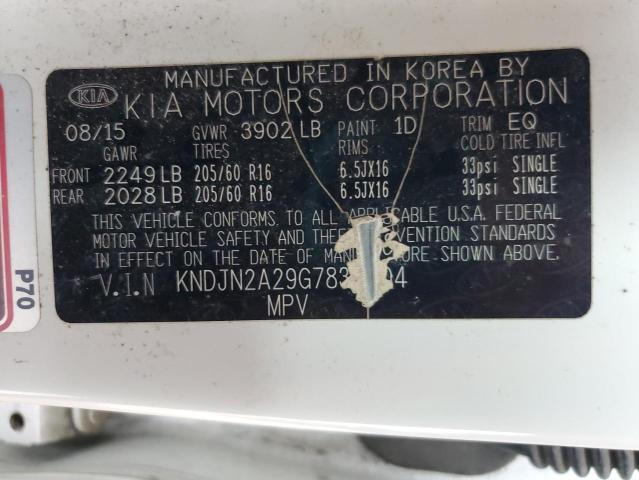 MANUFACTURED IN KOREA BY
KIA KIA MOTORS CORPORATION
08/15 GVWR 3902 LB PAINT 1D TRIM EQ
GAWR TIRES RIMS COLD TIRE INFL
FRONT 2249 LB 205/60 R16 6.5JX16 33psi SINGLE
REAR 2028 LB 205/60 R16 6.5JX16 33psi SINGLE
THIS VEHICLE CONFORMS TO ALL APPLICABLE U.S.A. FEDERAL
MOTOR VEHICLE SAFETY AND STANDARDS
IN EFFECT ON THE DATE OF SHOWN ABOVE.
V.I.N
MPV
P70